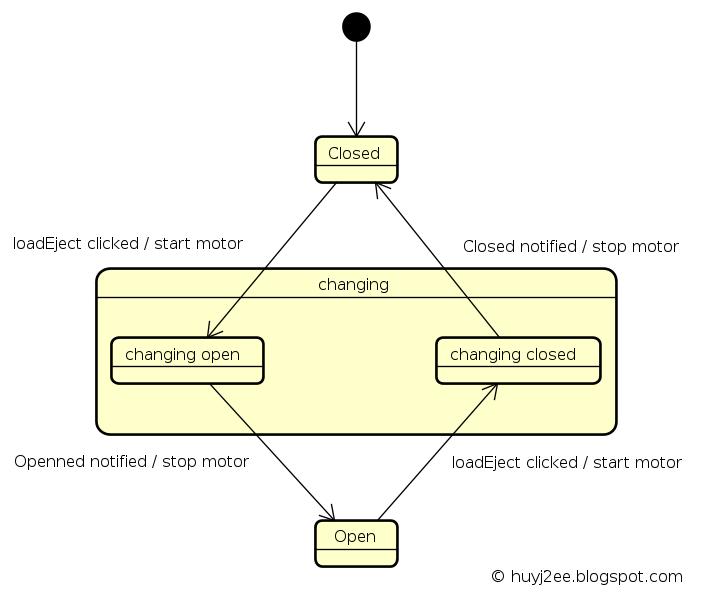 Closed
loadEject clicked / start motor
Closed notified / stop motor
changing
changing open
changing closed
Openned notified / stop motor
loadEject clicked / start motor
Open
© huyj2ee.blogspot.com